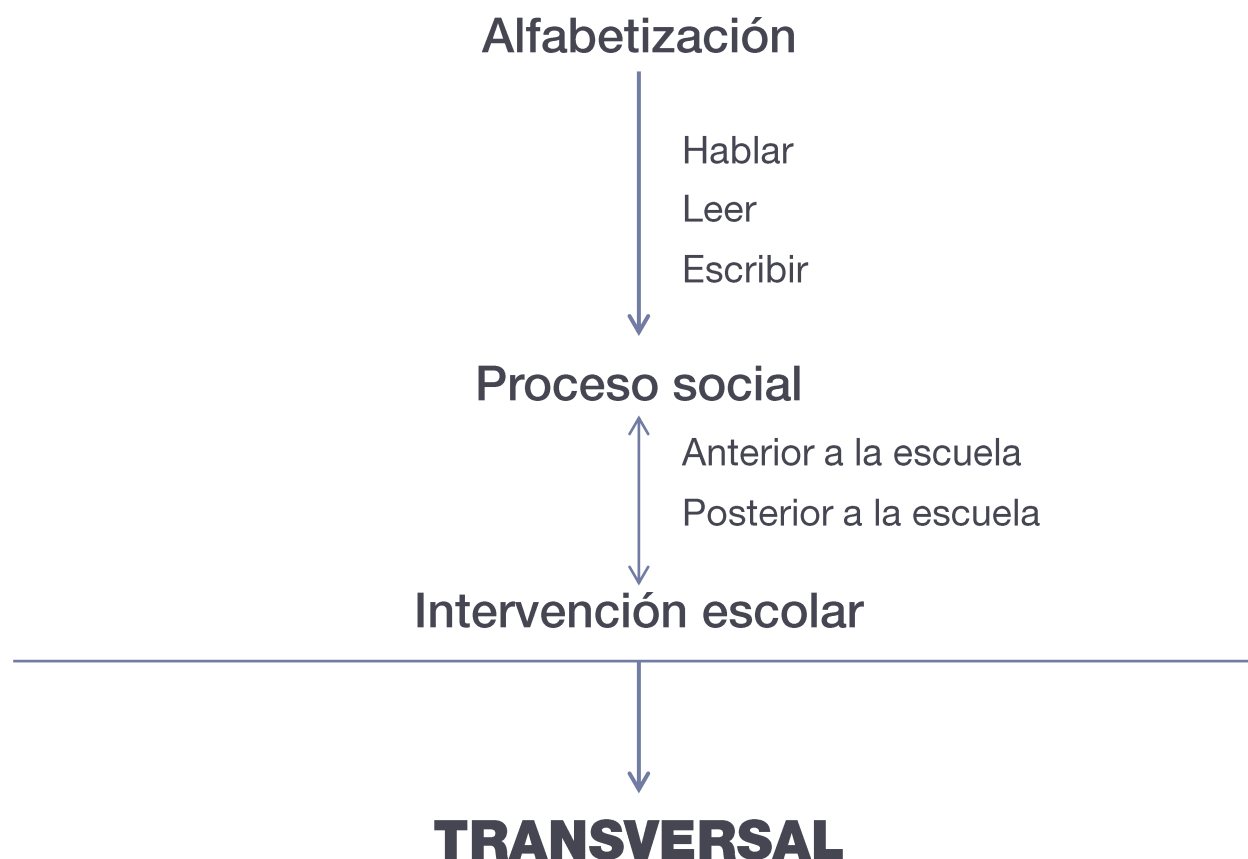 Alfabetización
Hablar
Leer
Escribir
Proceso social
Anterior a la escuela
Posterior a la escuela
Intervención escolar
TRANSVERSAL